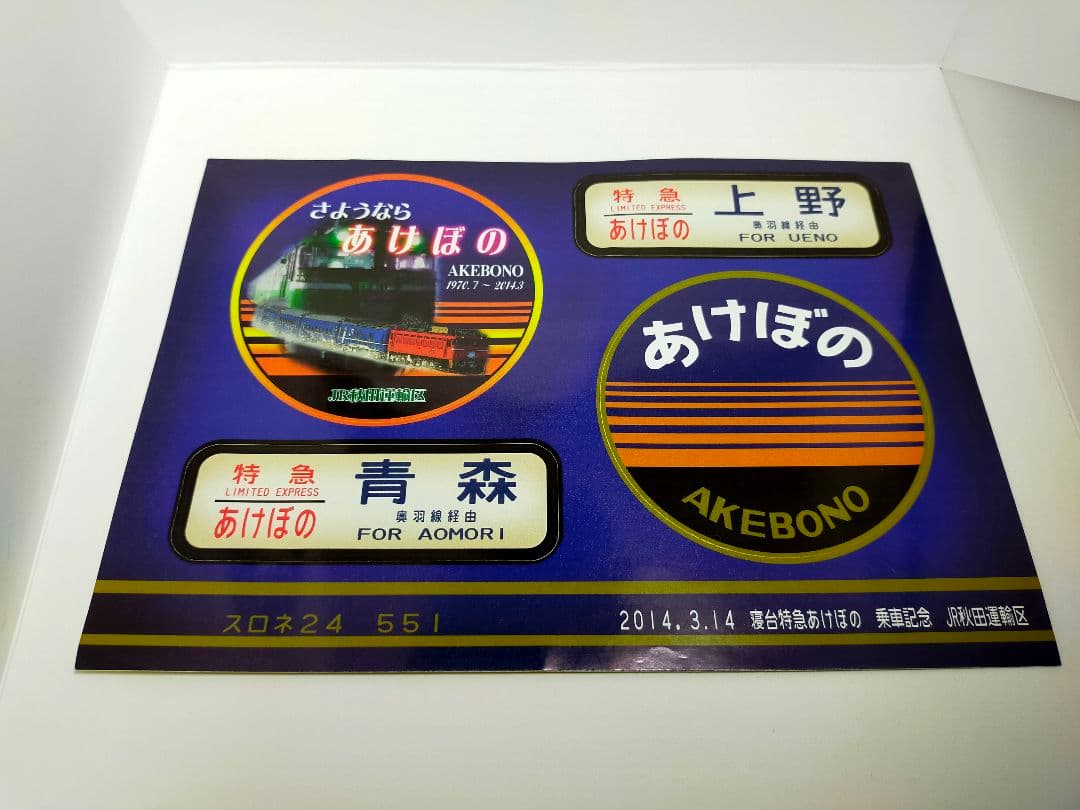 さようなら
あけぼの
AKEBONO
1970.7～2014.3
JR秋田運輸区
特急
LIMITED EXPRESS
あけぼの
上野
奥羽線経由
FOR UENO
あけぼの
AKEBONO
特急
LIMITED EXPRESS
あけぼの
青森
奥羽線経由
FOR AOMORI
スロネ24 551
2014.3.14 寝台特急あけぼの 乗車記念 JR秋田運輸区